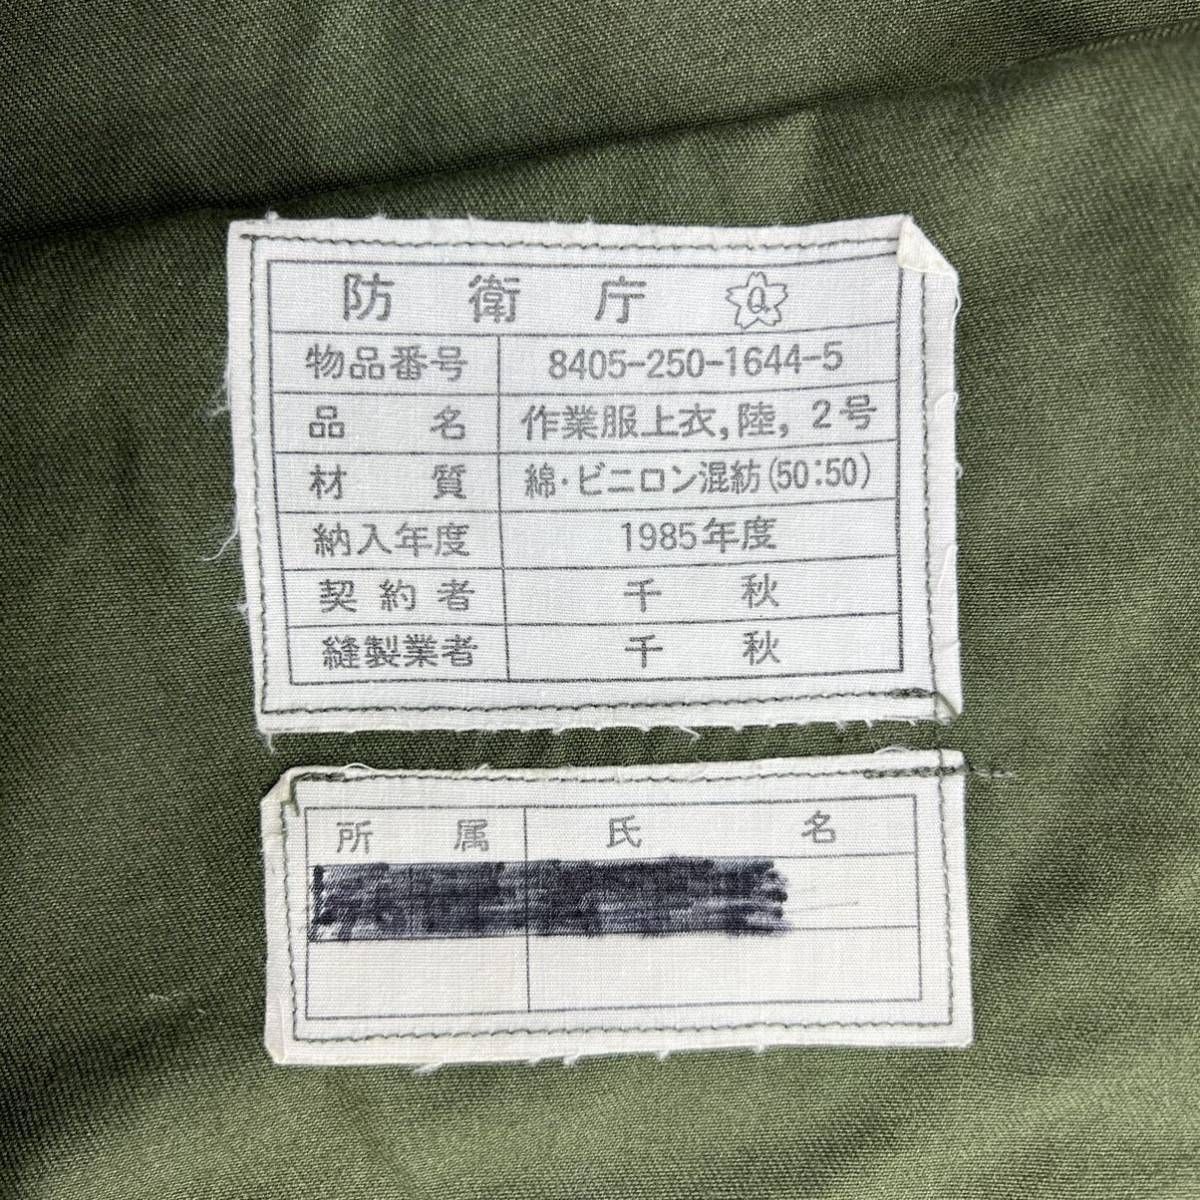 防衛庁 Q
物品番号 8405-250-1644-5
品名 作業服上衣,陸,2号
材質 綿・ビニロン混紡(50:50)
納入年度 1985年度
契約者 千秋
縫製業者 千秋
所属 氏名